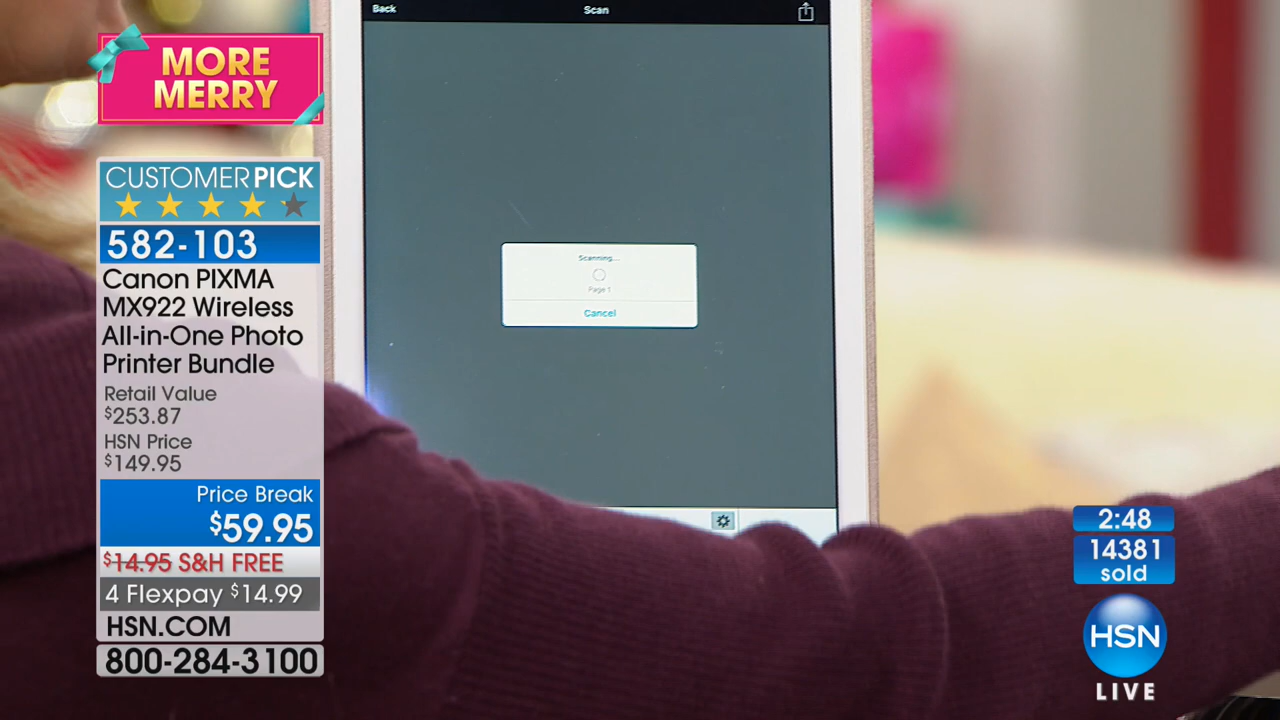 Back
Scan
MORE
MERRY
CUSTOMERPICK
582-103
Canon PIXMA
MX922 Wireless
All-in-One Photo
Printer Bundle
Retail Value
$253.87
HSN Price
$149.95
Price Break
$59.95
$14.95 S&H FREE
4 Flexpay $14.99
HSN.COM
800-284-3100
Scanning...
Page 1
Cancel
2:48
14381
sold
HSN
LIVE